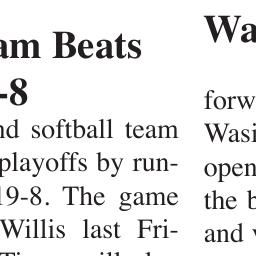 am Beats
-8
nd softball team
playoffs by run-
19-8. The game
Willis last Fri-
Wa
forw
Wasi
open
the b
and v